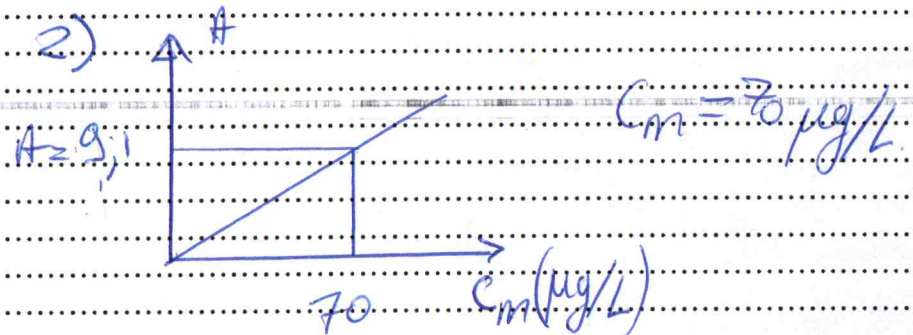 2)
A
A = 9,1
Cm = 70 µg/L.
70
Cm(µg/L)